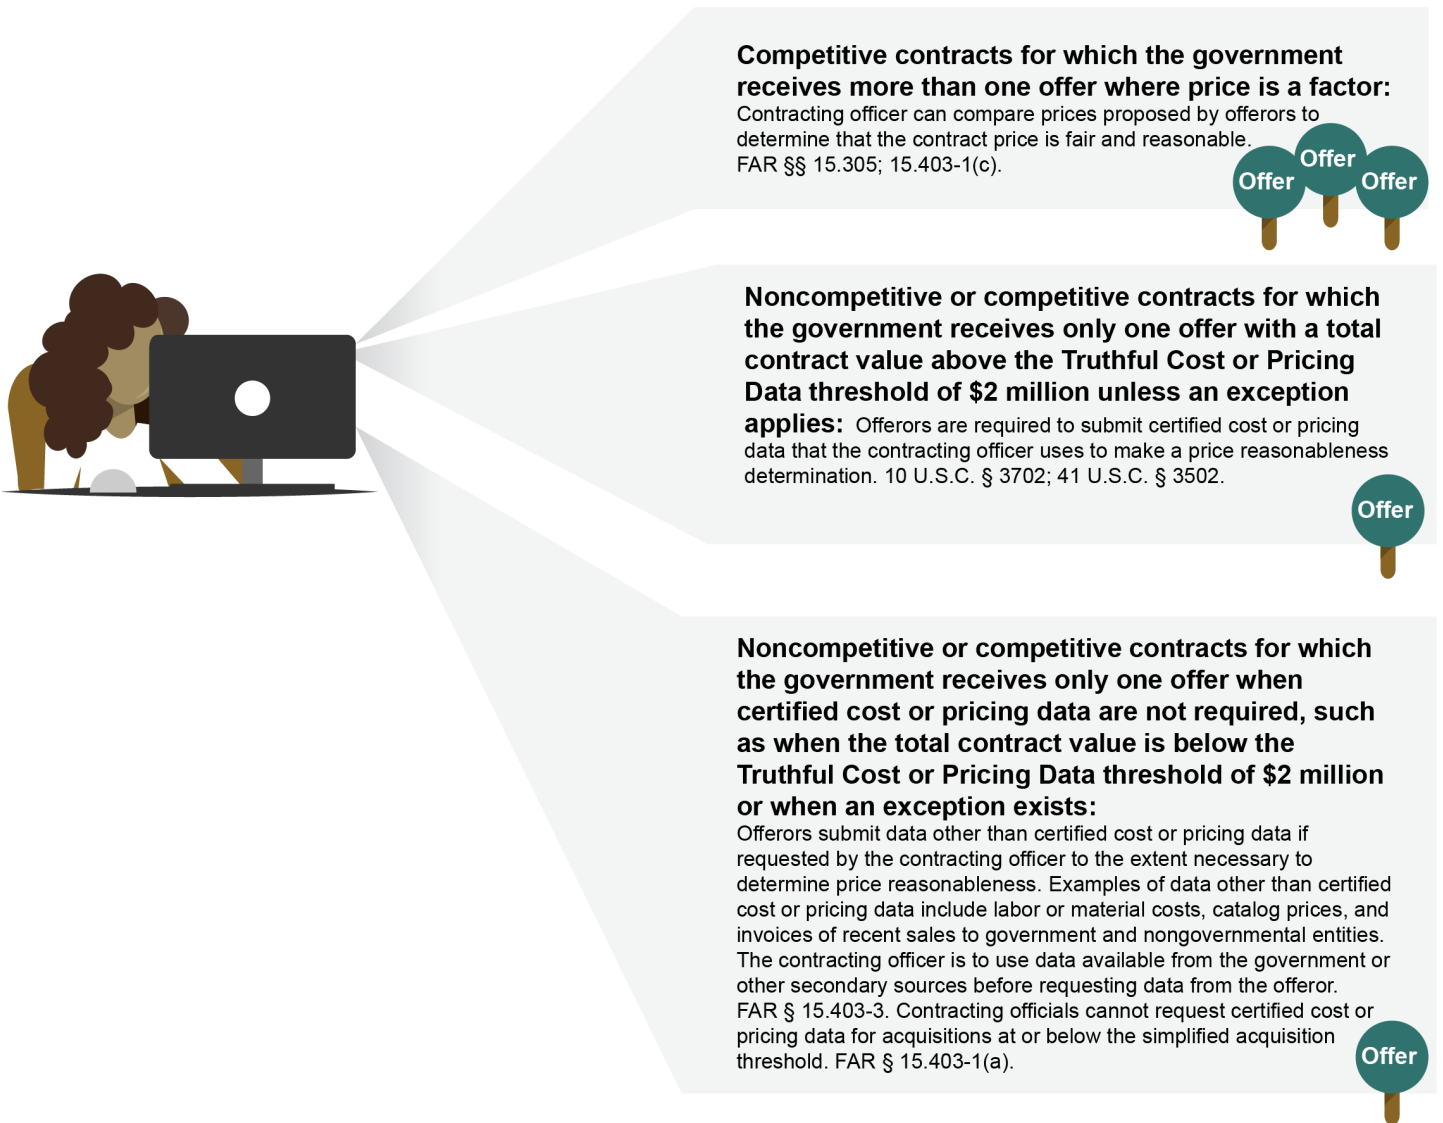 Competitive contracts for which the government
receives more than one offer where price is a factor:
Contracting officer can compare prices proposed by offerors to
determine that the contract price is fair and reasonable.
FAR §§ 15.305; 15.403-1(c).
Offer
Offer
Offer
Noncompetitive or competitive contracts for which
the government receives only one offer with a total
contract value above the Truthful Cost or Pricing
Data threshold of $2 million unless an exception
applies: Offerors are required to submit certified cost or pricing
data that the contracting officer uses to make a price reasonableness
determination. 10 U.S.C. § 3702; 41 U.S.C. § 3502.
Offer
Noncompetitive or competitive contracts for which
the government receives only one offer when
certified cost or pricing data are not required, such
as when the total contract value is below the
Truthful Cost or Pricing Data threshold of $2 million
or when an exception exists:
Offerors submit data other than certified cost or pricing data if
requested by the contracting officer to the extent necessary to
determine price reasonableness. Examples of data other than certified
cost or pricing data include labor or material costs, catalog prices, and
invoices of recent sales to government and nongovernmental entities.
The contracting officer is to use data available from the government or
other secondary sources before requesting data from the offeror.
FAR § 15.403-3. Contracting officials cannot request certified cost or
pricing data for acquisitions at or below the simplified acquisition
threshold. FAR § 15.403-1(a).
Offer